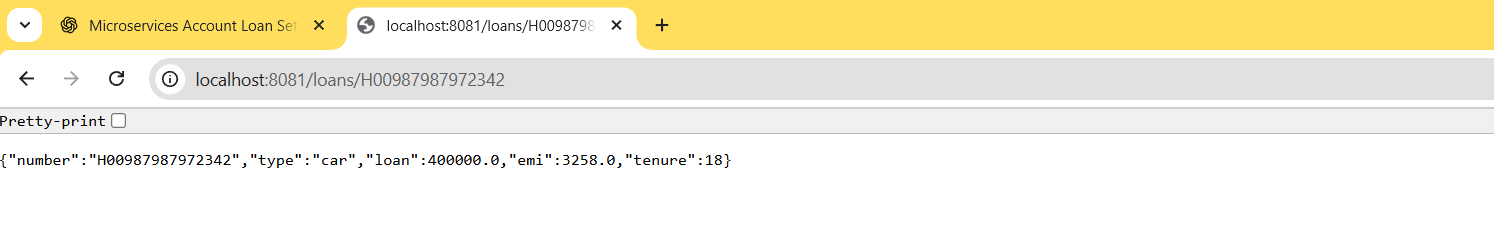 Microservices Account Loan Set
localhost:8081/loans/H0098798
localhost:8081/loans/H00987987972342
Pretty-print
{"number":"H00987987972342","type":"car","loan":400000.0,"emi":3258.0,"tenure":18}